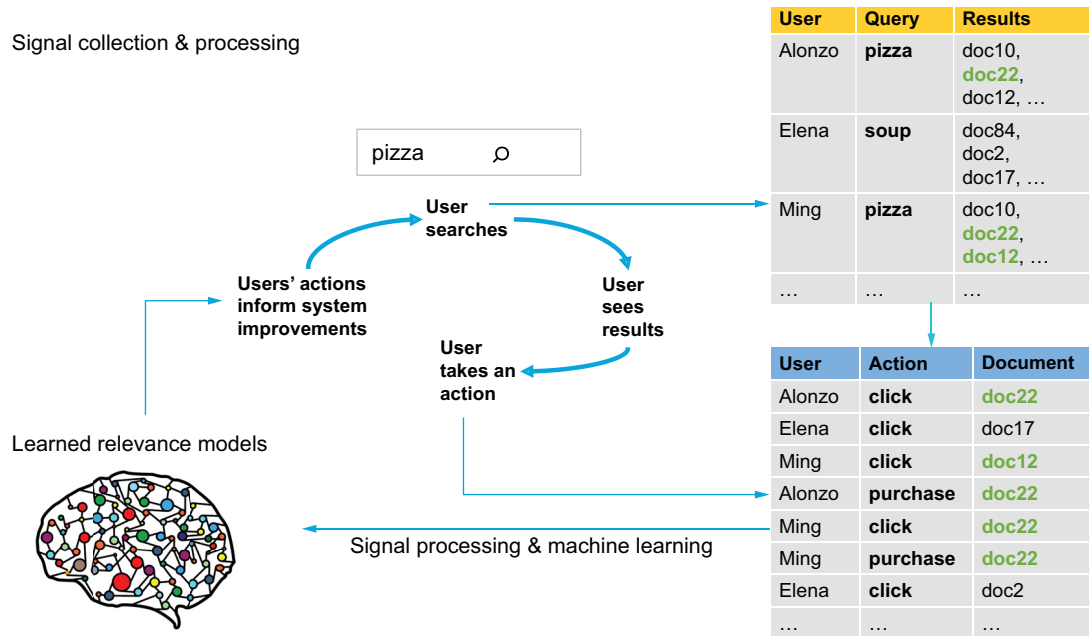 Signal collection & processing
pizza
User
searches
User
sees
results
User
takes an
action
Users’ actions
inform system
improvements
Learned relevance models
Signal processing & machine learning
User Query Results
Alonzo pizza doc10,
doc22,
doc12, …
Elena soup doc84,
doc2,
doc17, …
Ming pizza doc10,
doc22,
doc12, …
… … …
User Action Document
Alonzo click doc22
Elena click doc17
Ming click doc12
Alonzo purchase doc22
Ming click doc22
Ming purchase doc22
Elena click doc2
… … …